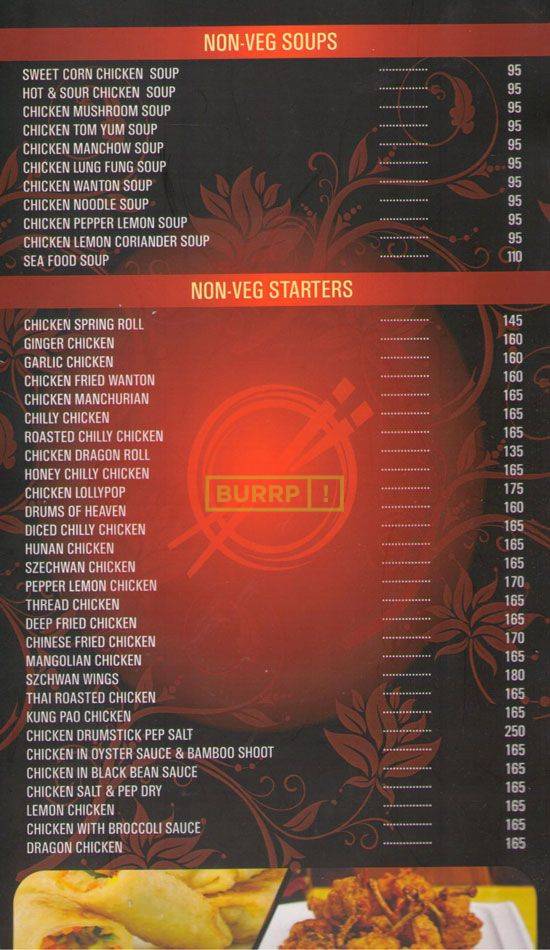 NON-VEG SOUPS
SWEET CORN CHICKEN SOUP ............... 95
HOT & SOUR CHICKEN SOUP ............... 95
CHICKEN MUSHROOM SOUP ............... 95
CHICKEN TOM YUM SOUP ............... 95
CHICKEN MANCHOW SOUP ............... 95
CHICKEN LUNG FUNG SOUP ............... 95
CHICKEN WANTON SOUP ............... 95
CHICKEN NOODLE SOUP ............... 95
CHICKEN PEPPER LEMON SOUP ............... 95
CHICKEN LEMON CORIANDER SOUP ............... 95
SEA FOOD SOUP ............... 110
NON-VEG STARTERS
CHICKEN SPRING ROLL ............... 145
GINGER CHICKEN ............... 160
GARLIC CHICKEN ............... 160
CHICKEN FRIED WANTON ............... 160
CHICKEN MANCHURIAN ............... 165
CHILLY CHICKEN ............... 165
ROASTED CHILLY CHICKEN ............... 165
CHICKEN DRAGON ROLL ............... 135
HONEY CHILLY CHICKEN ............... 165
CHICKEN LOLLYPOP ............... 175
BURRP !
DRUMS OF HEAVEN ............... 160
DICED CHILLY CHICKEN ............... 165
HUNAN CHICKEN ............... 165
SZECHWAN CHICKEN ............... 165
PEPPER LEMON CHICKEN ............... 170
THREAD CHICKEN ............... 165
DEEP FRIED CHICKEN ............... 165
CHINESE FRIED CHICKEN ............... 170
MANGOLIAN CHICKEN ............... 165
SZCHWAN WINGS ............... 180
THAI ROASTED CHICKEN ............... 165
KUNG PAO CHICKEN ............... 165
CHICKEN DRUMSTICK PEP SALT ............... 250
CHICKEN IN OYSTER SAUCE & BAMBOO SHOOT ............... 165
CHICKEN IN BLACK BEAN SAUCE ............... 165
CHICKEN SALT & PEP DRY ............... 165
LEMON CHICKEN ............... 165
CHICKEN WITH BROCCOLI SAUCE ............... 165
DRAGON CHICKEN ............... 165